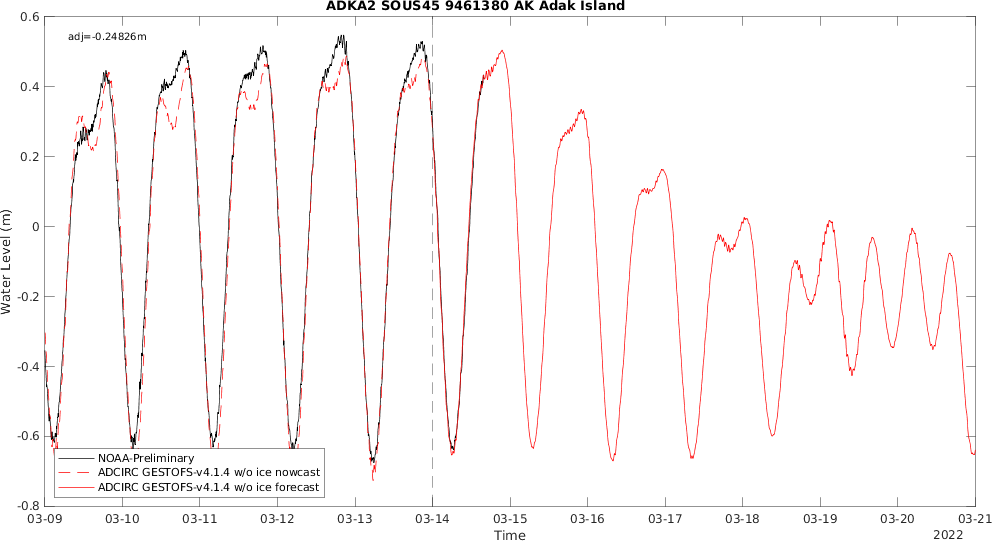 ADKA2 SOUS45 9461380 AK Adak Island
adj=-0.24826m
0.6
0.4
0.2
0
-0.2
-0.4
-0.6
-0.8
Water Level (m)
NOAA-Preliminary
ADCIRC GESTOFS-v4.1.4 w/o ice nowcast
ADCIRC GESTOFS-v4.1.4 w/o ice forecast
03-09 03-10 03-11 03-12 03-13 03-14 03-15 03-16 03-17 03-18 03-19 03-20 03-21
Time
2022